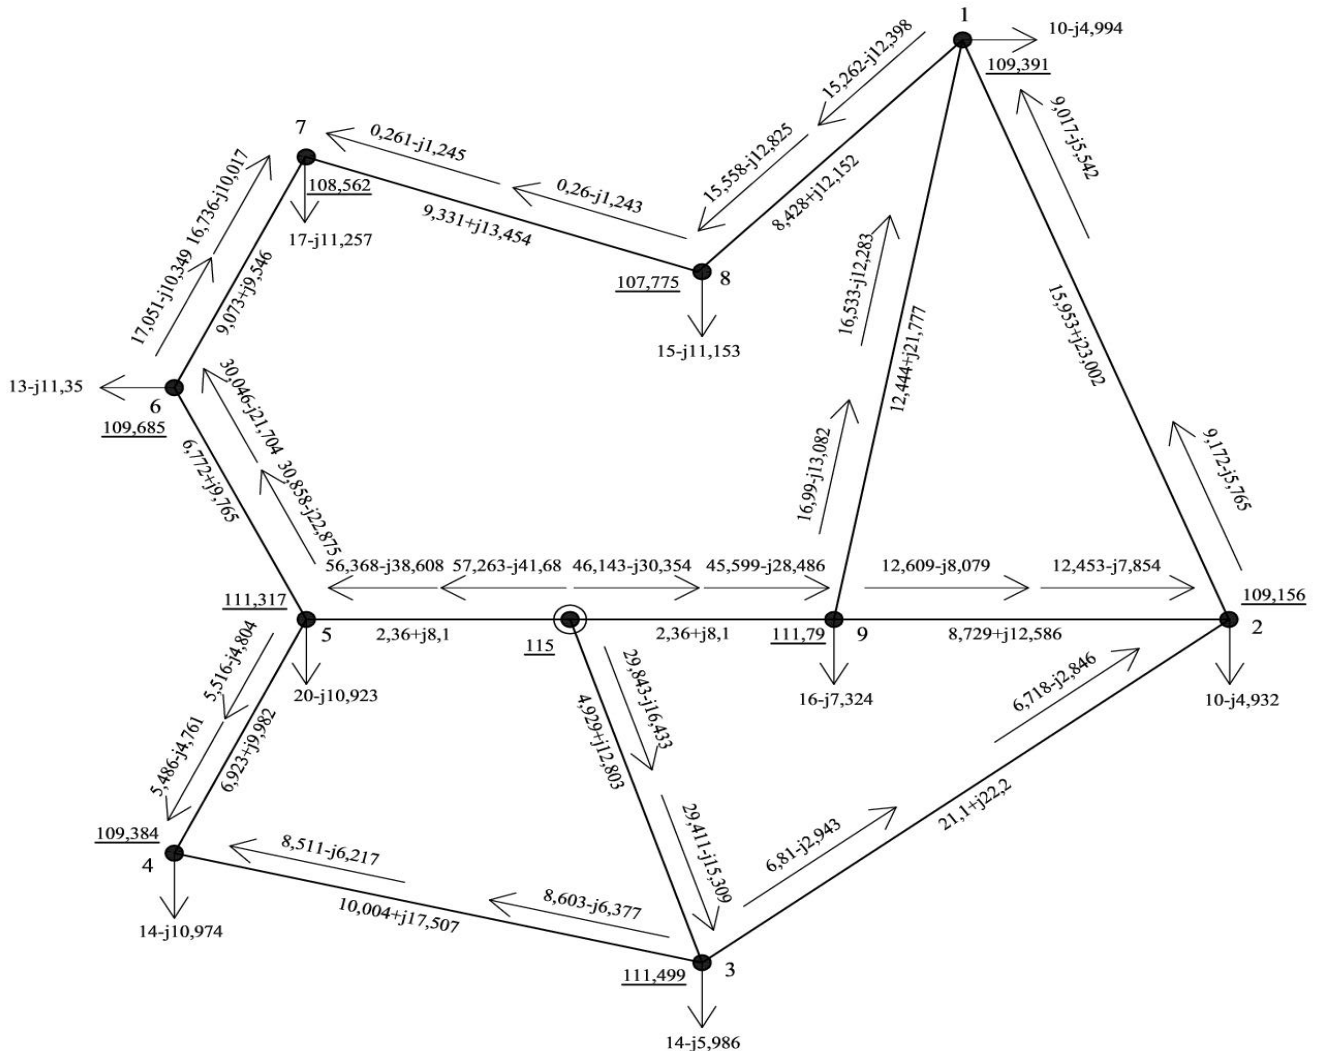 1
10-j4,994
109,391
15,262-j12,398
15,558-j12,825
8,428+j12,152
9,017-j5,542
7
0,261-j1,245
0,26-j1,243
108,562
9,331+j13,454
17-j11,257
16,736-j10,017
17,051-j10,349
9,073+j9,546
8
107,775
15-j11,153
16,533-j12,283
12,444+j21,777
16,99-j13,082
15,953+j23,002
13-j11,35
6
109,685
30,046-j21,704
30,858-j22,875
6,772+j9,765
9,172-j5,765
56,368-j38,608
57,263-j41,68
46,143-j30,354
45,599-j28,486
12,609-j8,079
12,453-j7,854
111,317
5
2,36+j8,1
115
2,36+j8,1
111,79
9
8,729+j12,586
109,156
2
20-j10,923
16-j7,324
10-j4,932
5,516-j4,804
5,486-j4,761
6,923+j9,982
29,843-j16,433
4,929+j12,803
29,411-j15,309
6,718-j2,846
6,81-j2,943
21,1+j22,2
109,384
4
8,511-j6,217
8,603-j6,377
10,004+j17,507
14-j10,974
111,499
3
14-j5,986